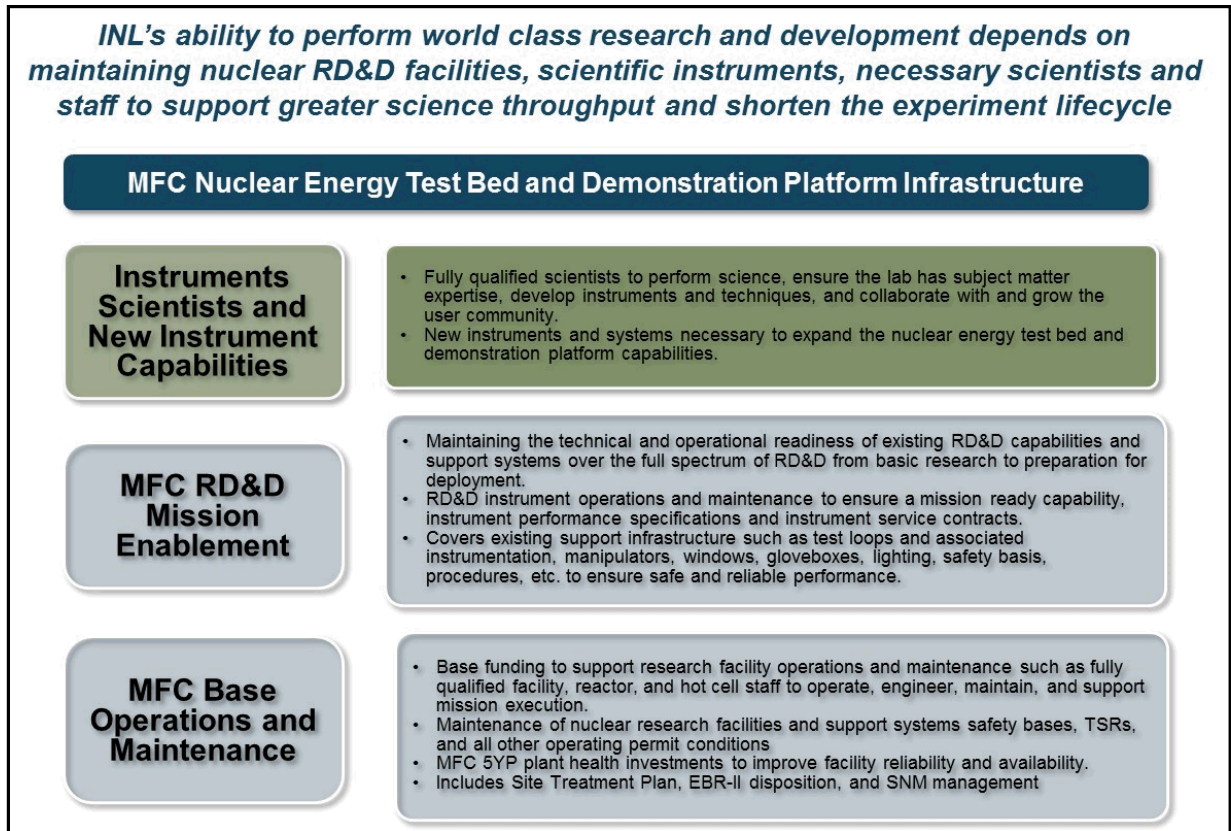 INL's ability to perform world class research and development depends on
maintaining nuclear RD&D facilities, scientific instruments, necessary scientists and
staff to support greater science throughput and shorten the experiment lifecycle
MFC Nuclear Energy Test Bed and Demonstration Platform Infrastructure
Instruments
Scientists and
New Instrument
Capabilities
• Fully qualified scientists to perform science, ensure the lab has subject matter
expertise, develop instruments and techniques, and collaborate with and grow the
user community.
• New instruments and systems necessary to expand the nuclear energy test bed and
demonstration platform capabilities.
MFC RD&D
Mission
Enablement
• Maintaining the technical and operational readiness of existing RD&D capabilities and
support systems over the full spectrum of RD&D from basic research to preparation for
deployment.
• RD&D instrument operations and maintenance to ensure a mission ready capability,
instrument performance specifications and instrument service contracts.
• Covers existing support infrastructure such as test loops and associated
instrumentation, manipulators, windows, gloveboxes, lighting, safety basis,
procedures, etc. to ensure safe and reliable performance.
MFC Base
Operations and
Maintenance
• Base funding to support research facility operations and maintenance such as fully
qualified facility, reactor, and hot cell staff to operate, engineer, maintain, and support
mission execution.
• Maintenance of nuclear research facilities and support systems safety bases, TSRs,
and all other operating permit conditions
• MFC 5YP plant health investments to improve facility reliability and availability.
• Includes Site Treatment Plan, EBR-II disposition, and SNM management